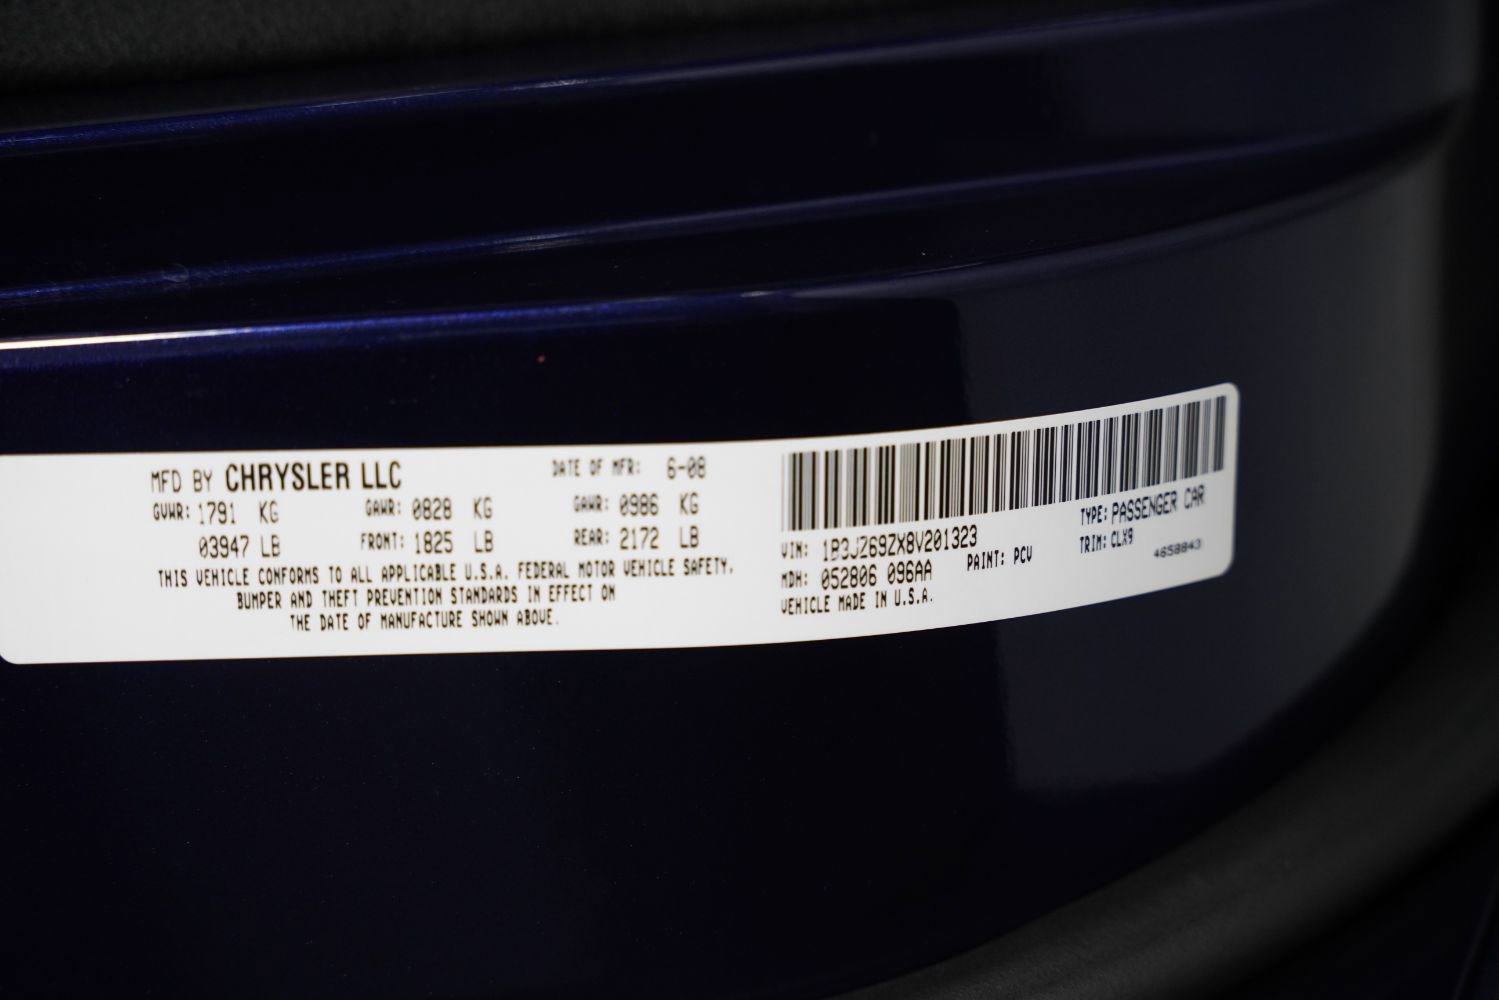 MFD BY CHRYSLER LLC DATE OF MFR: 6-08
GVWR: 1791 KG GAWR: 0828 KG GAWR: 0986 KG
03947 LB FRONT: 1825 LB REAR: 2172 LB
THIS VEHICLE CONFORMS TO ALL APPLICABLE U.S.A. FEDERAL MOTOR VEHICLE SAFETY,
BUMPER AND THEFT PREVENTION STANDARDS IN EFFECT ON
THE DATE OF MANUFACTURE SHOWN ABOVE.
VIN: 1B3JZ69ZX8V201323
MDH: 052806 096AA PAINT: PCV
VEHICLE MADE IN U.S.A.
TYPE: PASSENGER CAR
TRIM: CLX9
4658843